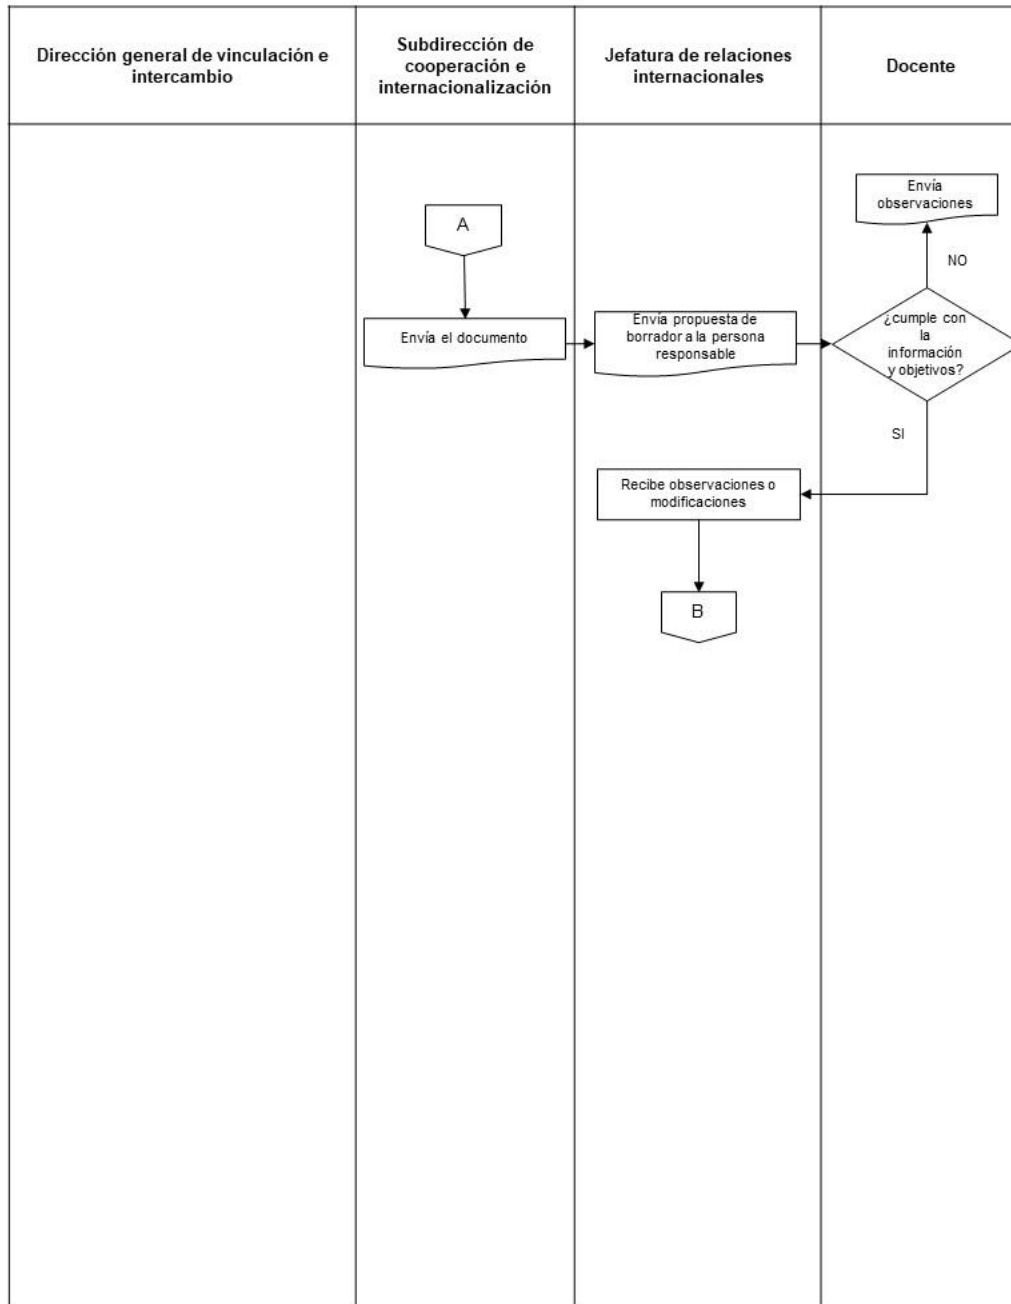 Dirección general de vinculación e
intercambio
Subdirección de
cooperación e
internacionalización
Jefatura de relaciones
internacionales
Docente
Envía
observaciones
A
NO
Envía el documento
Envía propuesta de
borrador a la persona
responsable
¿cumple con
la
información
y objetivos?
SI
Recibe observaciones o
modificaciones
B